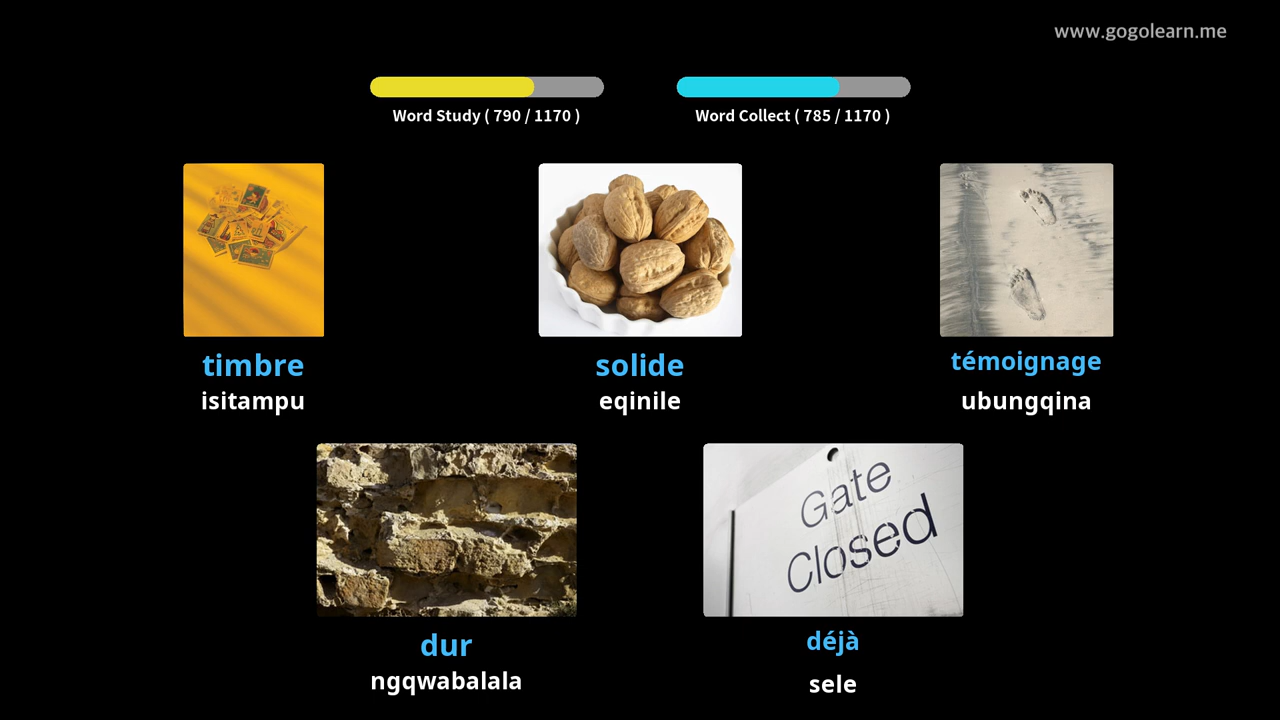 www.gogolearn.me
Word Study ( 790 / 1170 )
Word Collect ( 785 / 1170 )
timbre
isitampu
solide
eqinile
témoignage
ubungqina
Gate
Closed
dur
ngqwabalala
déjà
sele